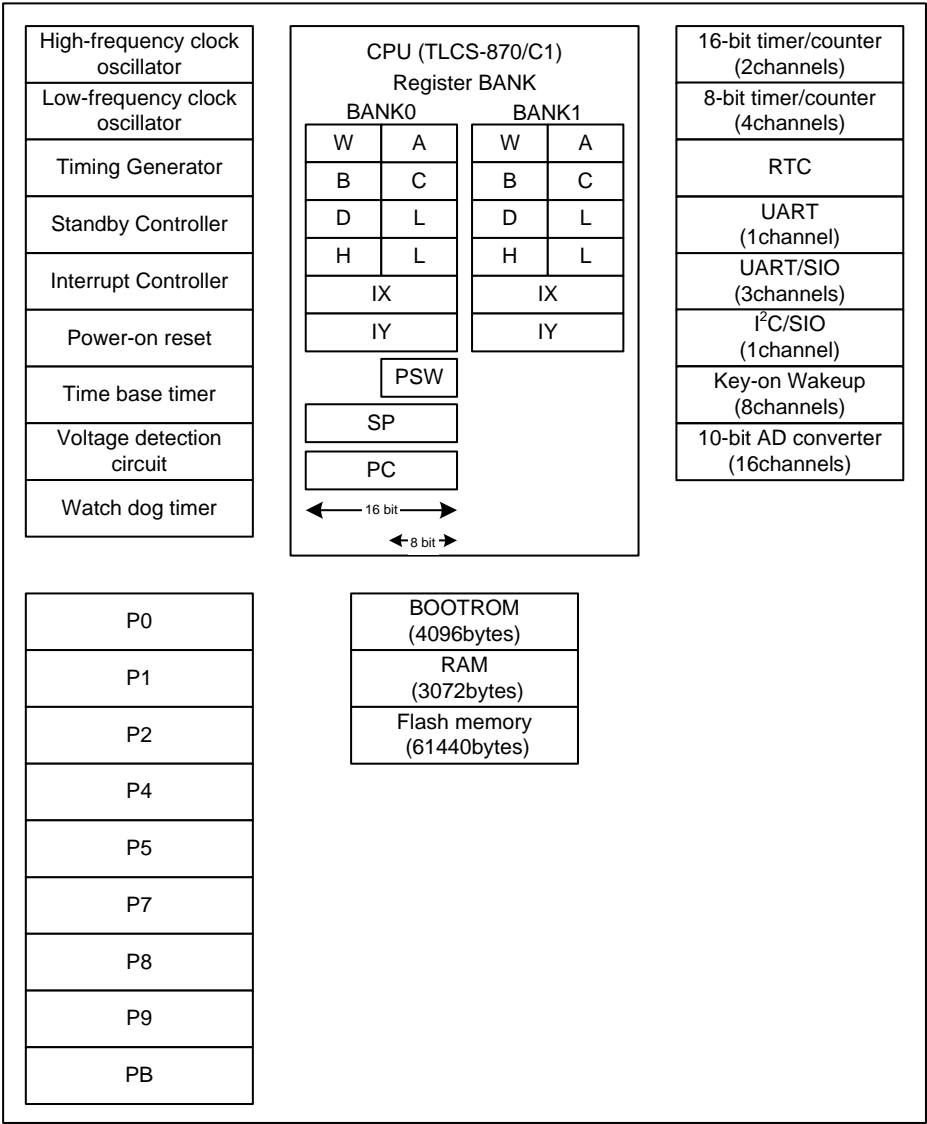 High-frequency clock
oscillator
Low-frequency clock
oscillator
Timing Generator
Standby Controller
Interrupt Controller
Power-on reset
Time base timer
Voltage detection
circuit
Watch dog timer
CPU (TLCS-870/C1)
Register BANK
BANK0 BANK1
W A W A
B C B C
D L D L
H L H L
IX IX
IY IY
PSW
SP
PC
16 bit
8 bit
16-bit timer/counter
(2channels)
8-bit timer/counter
(4channels)
RTC
UART
(1channel)
UART/SIO
(3channels)
I²C/SIO
(1channel)
Key-on Wakeup
(8channels)
10-bit AD converter
(16channels)
P0
P1
P2
P4
P5
P7
P8
P9
PB
BOOTROM
(4096bytes)
RAM
(3072bytes)
Flash memory
(61440bytes)